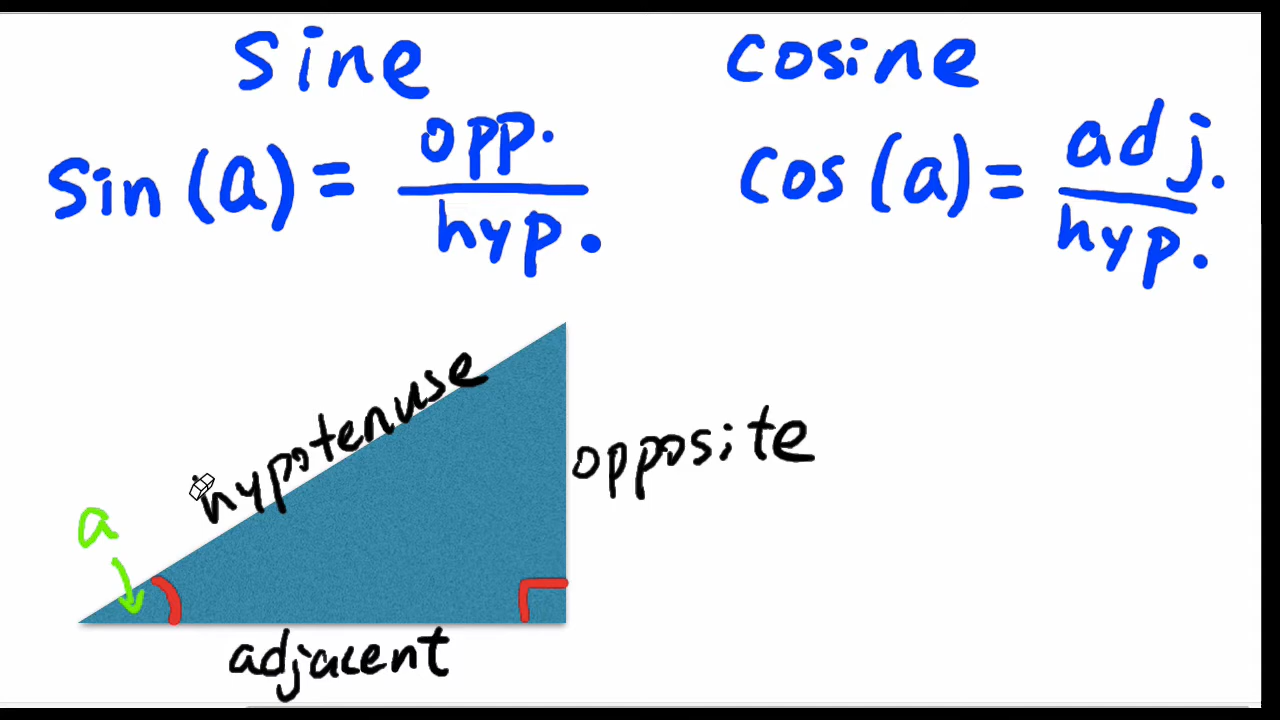 sine
cosine
sin (a) = opp. / hyp.
cos (a) = adj. / hyp.
hypotenuse
opposite
a
adjacent